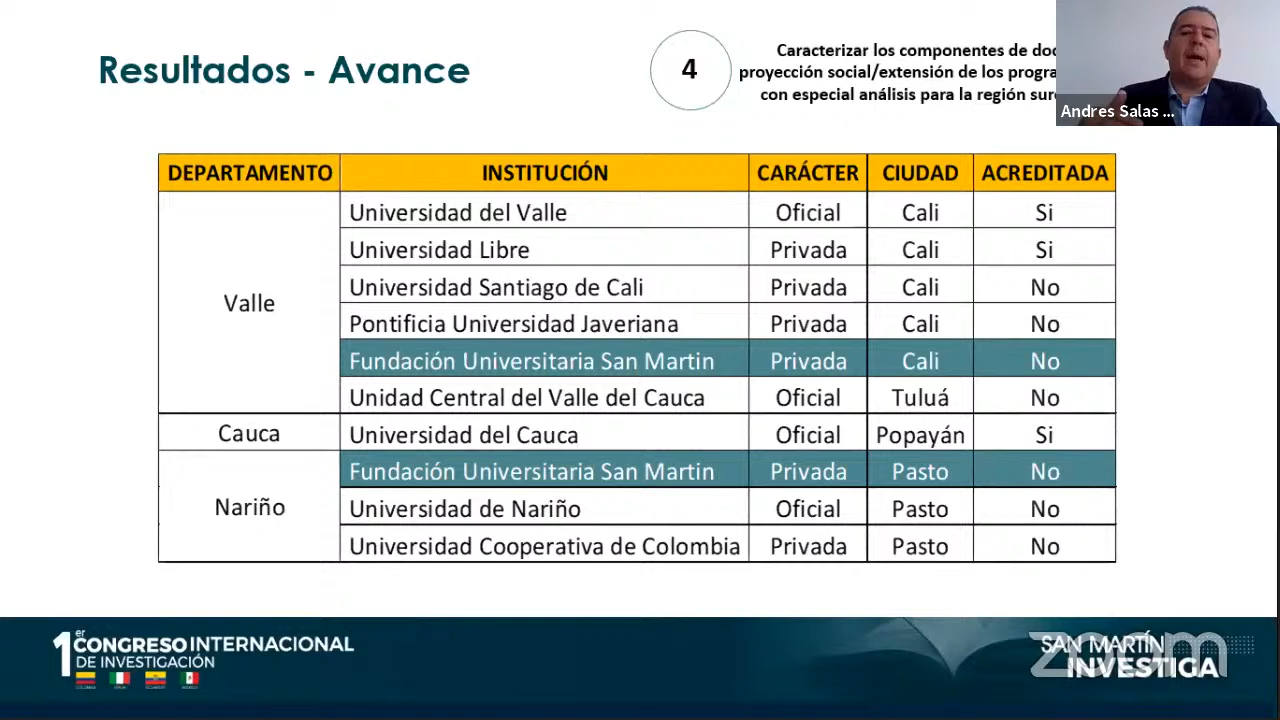 Resultados - Avance
4
Caracterizar los componentes de
proyección social/extensión de los
con especial análisis para la región
Andres Salas ...
DEPARTAMENTO INSTITUCIÓN CARÁCTER CIUDAD ACREDITADA
Valle
Universidad del Valle Oficial Cali Si
Universidad Libre Privada Cali Si
Universidad Santiago de Cali Privada Cali No
Pontificia Universidad Javeriana Privada Cali No
Fundación Universitaria San Martin Privada Cali No
Unidad Central del Valle del Cauca Oficial Tuluá No
Cauca Universidad del Cauca Oficial Popayán Si
Nariño
Fundación Universitaria San Martin Privada Pasto No
Universidad de Nariño Oficial Pasto No
Universidad Cooperativa de Colombia Privada Pasto No
1er CONGRESO INTERNACIONAL
DE INVESTIGACIÓN
SAN MARTÍN
INVESTIGA
zoom